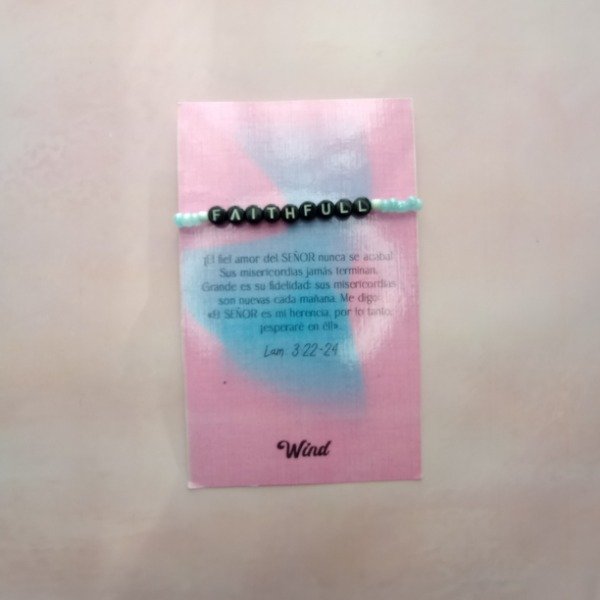 FAITHFULL
¡El fiel amor del SEÑOR nunca se acaba!
Sus misericordias jamás terminan.
Grande es su fidelidad; sus misericordias
son nuevas cada mañana. Me digo:
«El SEÑOR es mi herencia, por lo tanto,
¡esperaré en él!»
Lam 3:22-24
Wind